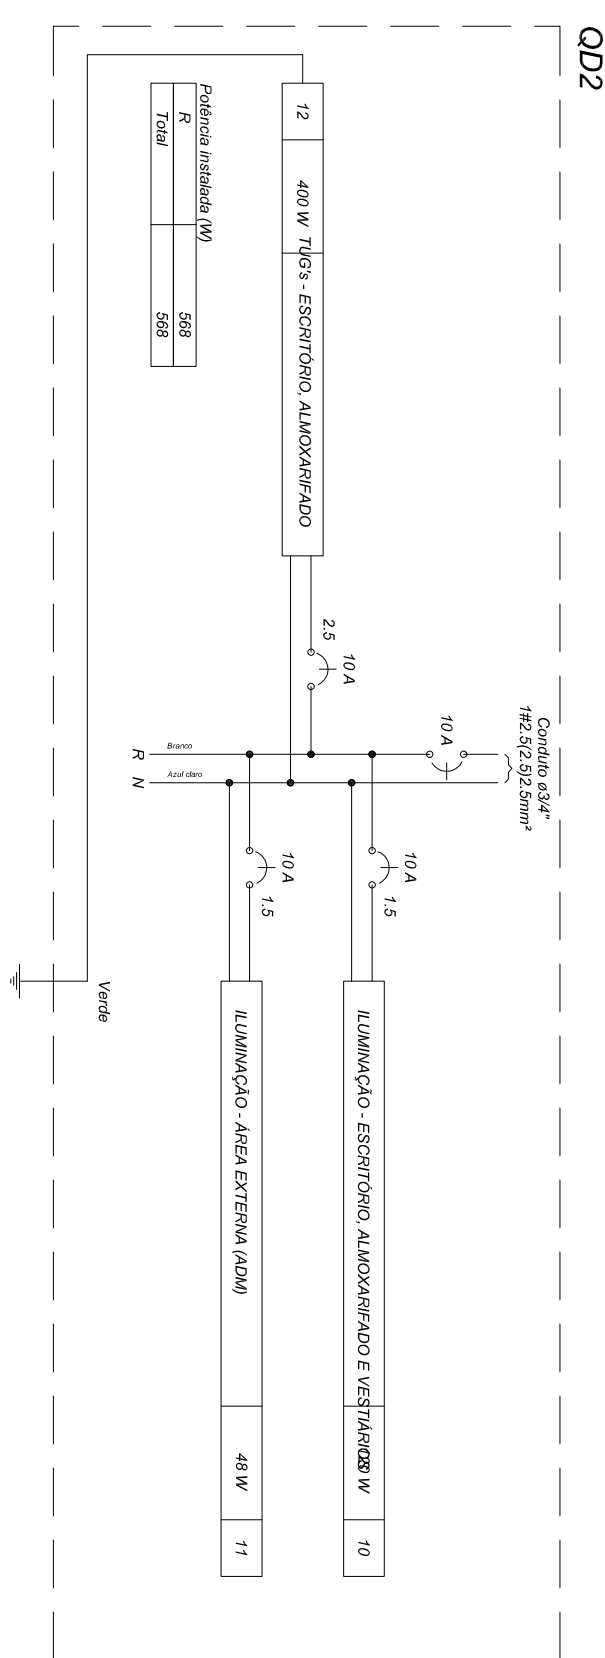 QD2
Conduto ø3/4"
1#2.5(2.5)2.5mm²
10 A
10 A
1.5
ILUMINAÇÃO - ESCRITÓRIO, ALMOXARIFADO E VESTIÁRIOS
120 W
10
10 A
2.5
12
400 W
TUG's - ESCRITÓRIO, ALMOXARIFADO
10 A
1.5
ILUMINAÇÃO - ÁREA EXTERNA (ADM)
48 W
11
Potência instalada (W)
R 568
Total 568
Branco
Azul claro
R
N
Verde